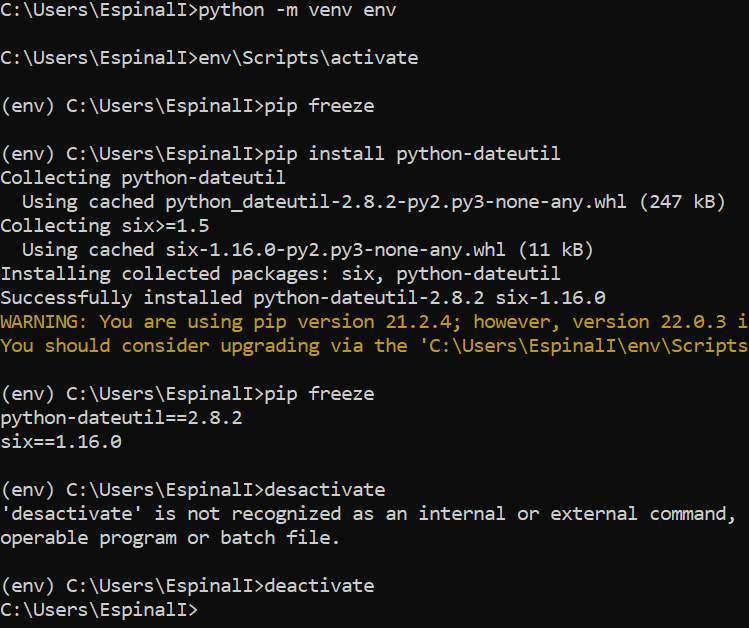 C:\Users\EspinalI>python -m venv env
C:\Users\EspinalI>env\Scripts\activate
(env) C:\Users\EspinalI>pip freeze
(env) C:\Users\EspinalI>pip install python-dateutil
Collecting python-dateutil
  Using cached python_dateutil-2.8.2-py2.py3-none-any.whl (247 kB)
Collecting six>=1.5
  Using cached six-1.16.0-py2.py3-none-any.whl (11 kB)
Installing collected packages: six, python-dateutil
Successfully installed python-dateutil-2.8.2 six-1.16.0
WARNING: You are using pip version 21.2.4; however, version 22.0.3 i
You should consider upgrading via the 'C:\Users\EspinalI\env\Scripts
(env) C:\Users\EspinalI>pip freeze
python-dateutil==2.8.2
six==1.16.0
(env) C:\Users\EspinalI>desactivate
'desactivate' is not recognized as an internal or external command,
operable program or batch file.
(env) C:\Users\EspinalI>deactivate
C:\Users\EspinalI>